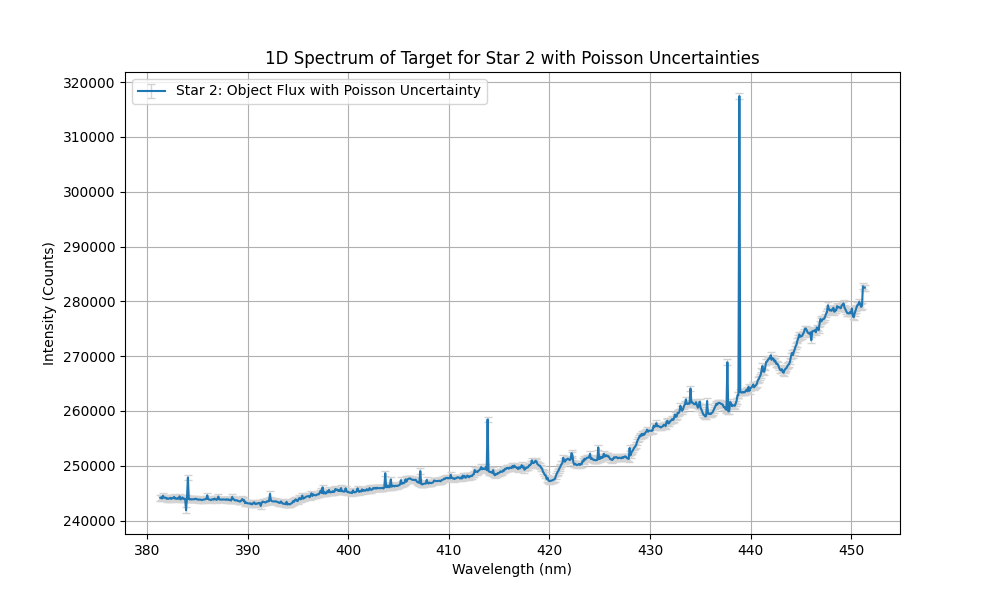 1D Spectrum of Target for Star 2 with Poisson Uncertainties
Star 2: Object Flux with Poisson Uncertainty
Intensity (Counts)
320000
310000
300000
290000
280000
270000
260000
250000
240000
380 390 400 410 420 430 440 450
Wavelength (nm)